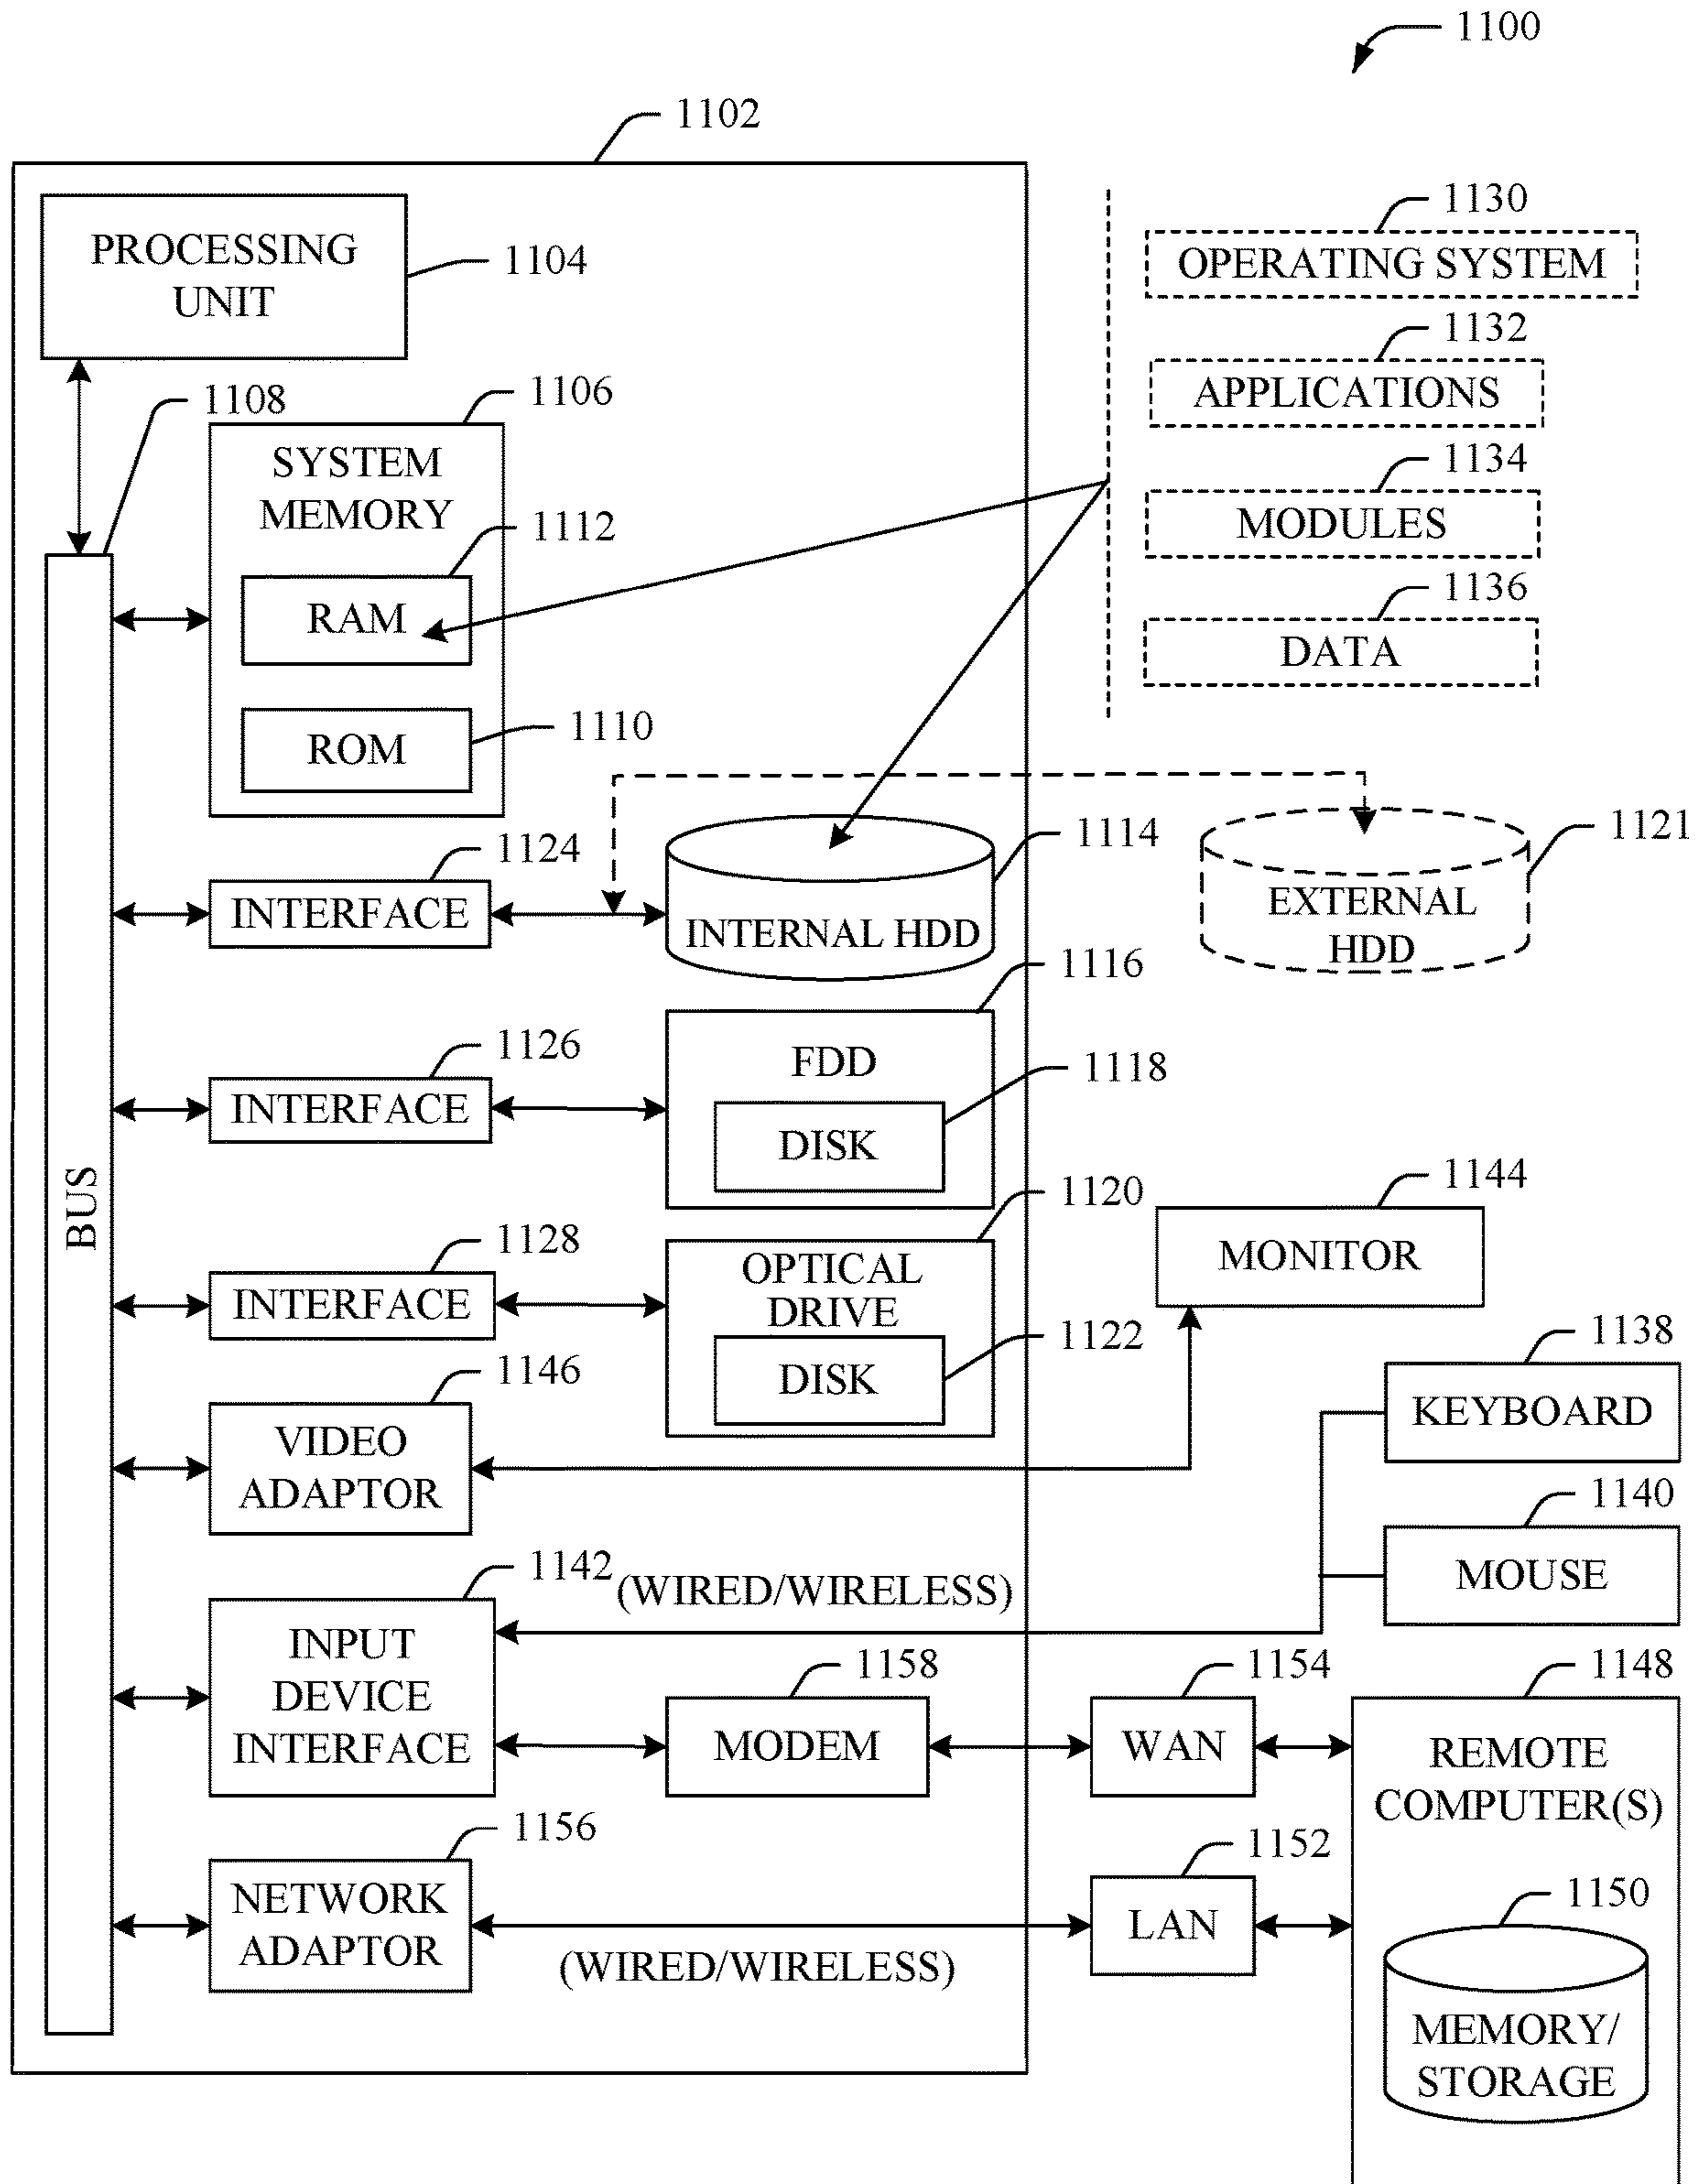 1100
1102
PROCESSING
UNIT
1104
1130
OPERATING SYSTEM
1132
APPLICATIONS
1134
MODULES
1136
DATA
1108
1106
SYSTEM
MEMORY
1112
RAM
1110
ROM
1124
INTERFACE
1114
INTERNAL HDD
1121
EXTERNAL
HDD
1126
INTERFACE
1116
FDD
1118
DISK
BUS
1128
INTERFACE
1120
OPTICAL
DRIVE
1122
DISK
1144
MONITOR
1138
KEYBOARD
1146
VIDEO
ADAPTOR
1140
MOUSE
1142
(WIRED/WIRELESS)
INPUT
DEVICE
INTERFACE
1158
MODEM
1154
WAN
1148
REMOTE
COMPUTER(S)
1156
NETWORK
ADAPTOR
(WIRED/WIRELESS)
1152
LAN
1150
MEMORY/
STORAGE